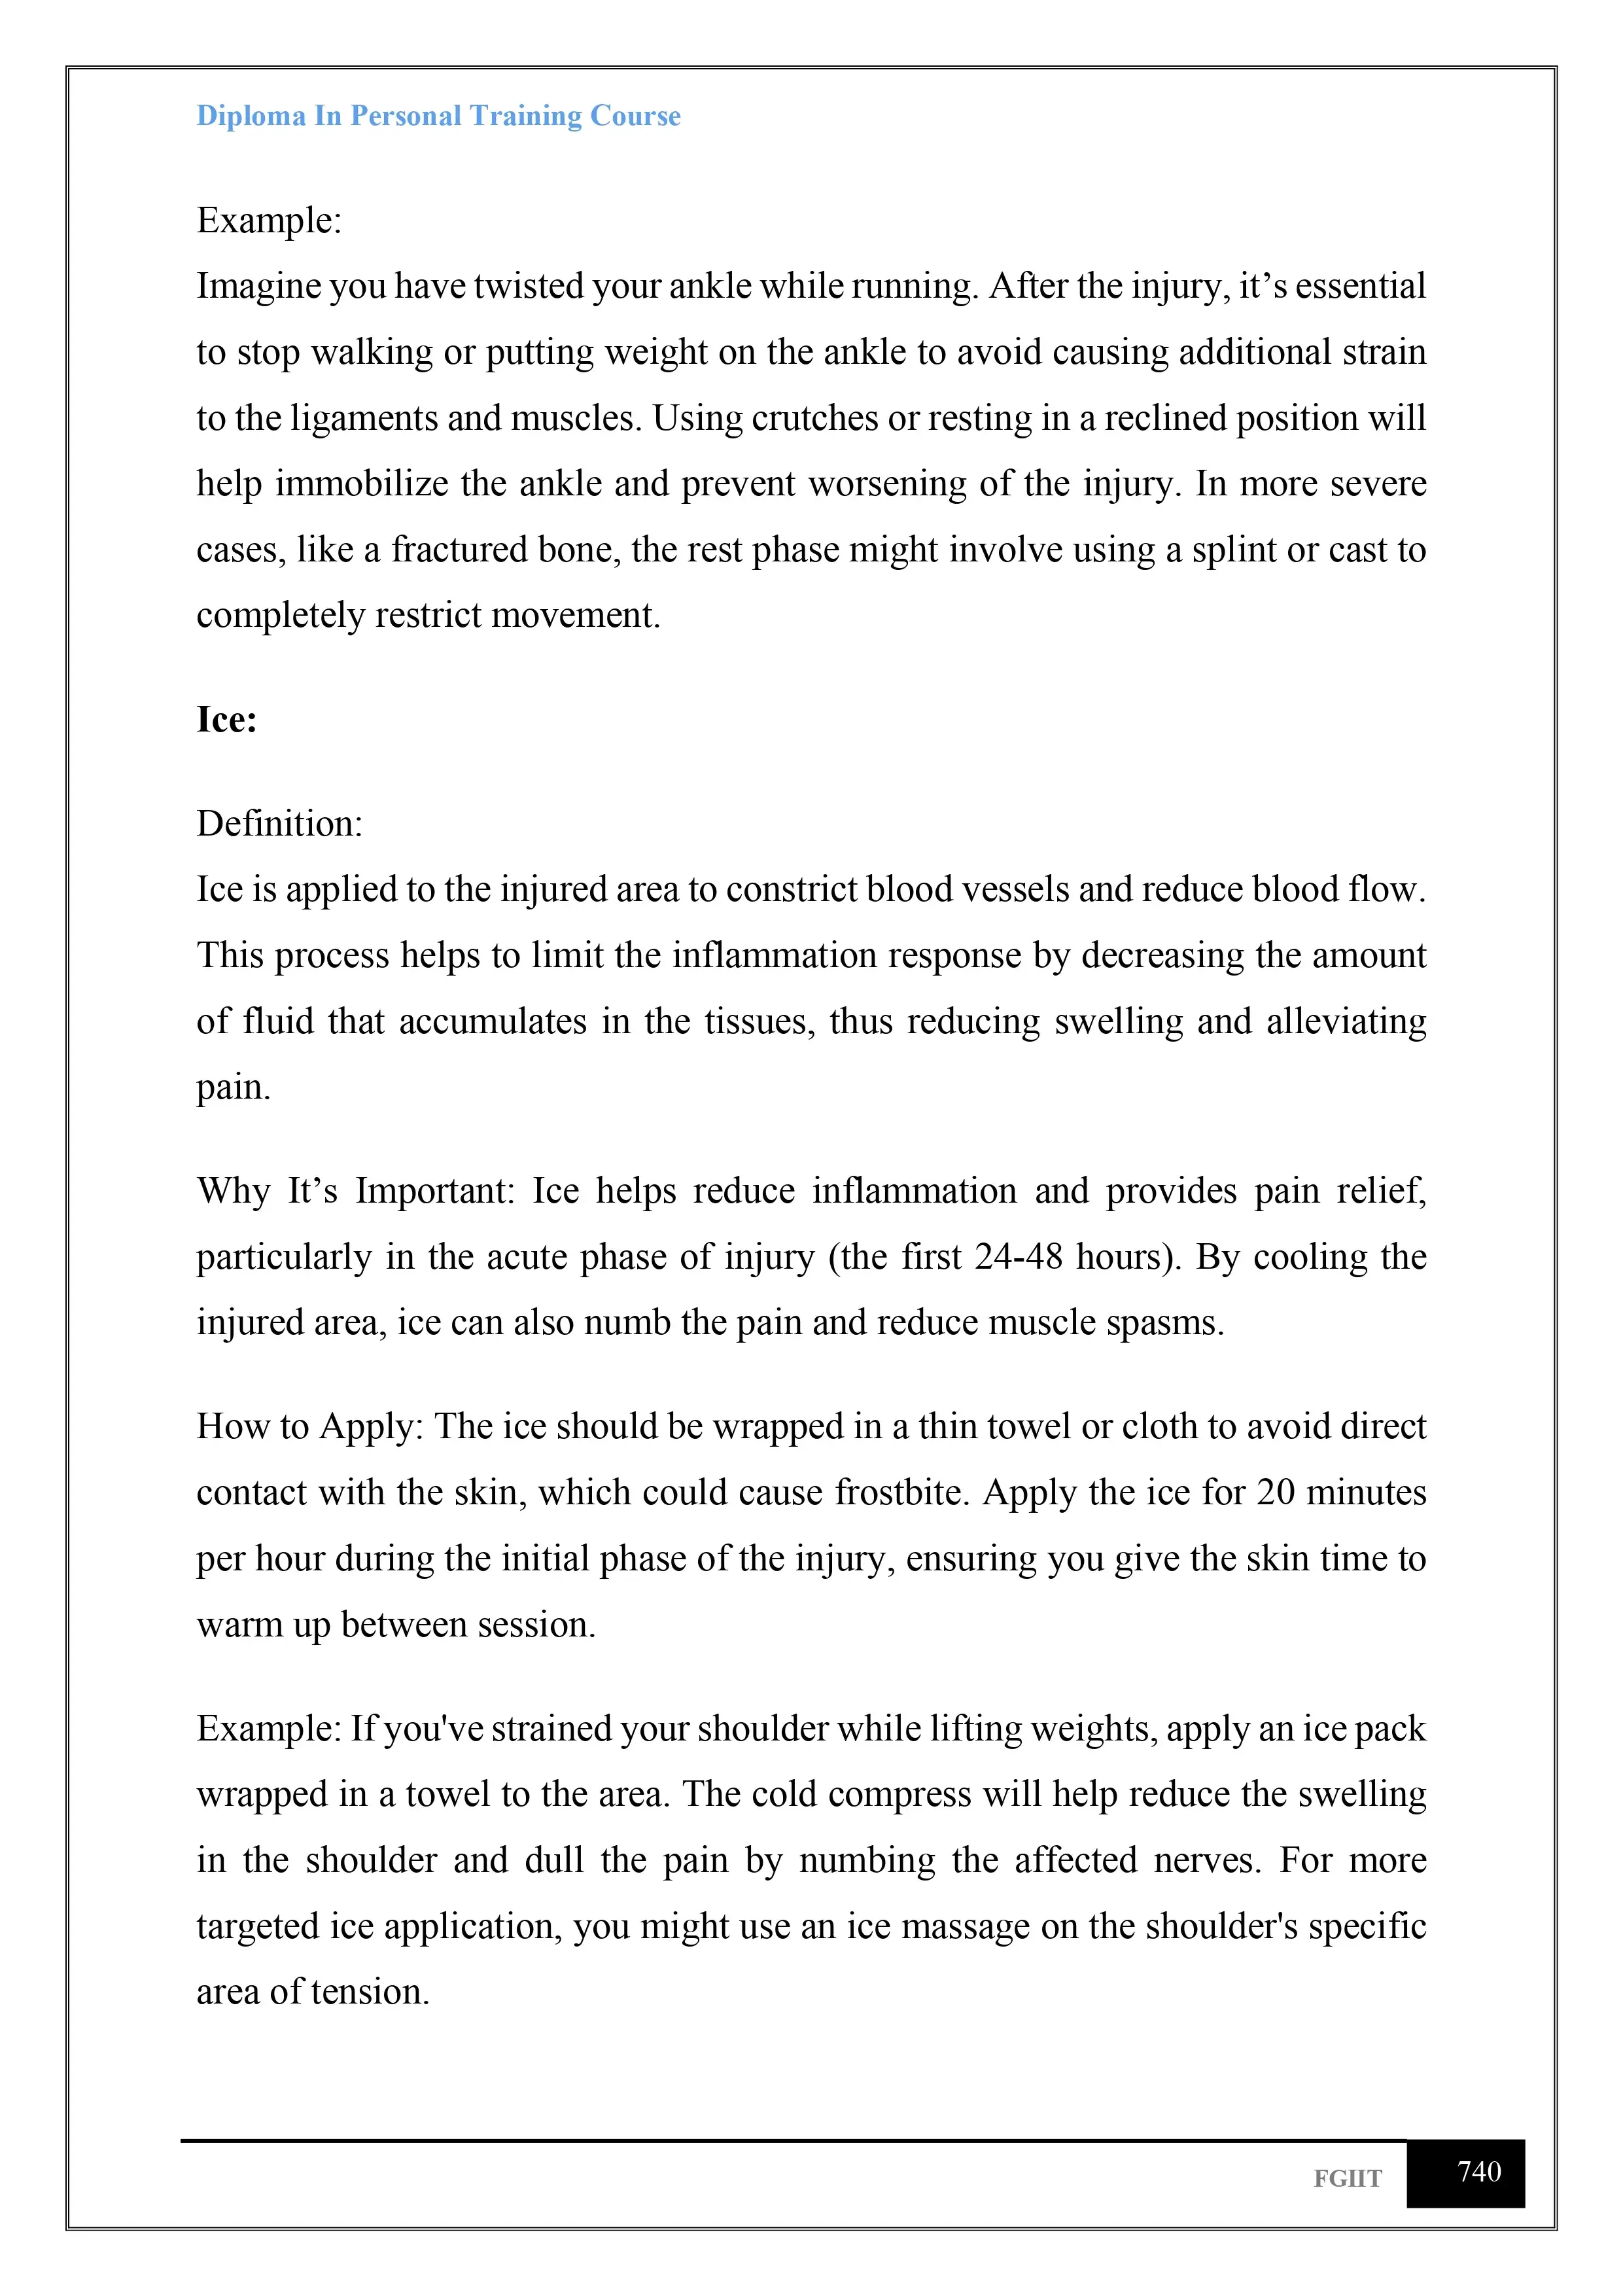 Diploma In Personal Training Course
Example:
Imagine you have twisted your ankle while running. After the injury, it’s essential
to stop walking or putting weight on the ankle to avoid causing additional strain
to the ligaments and muscles. Using crutches or resting in a reclined position will
help immobilize the ankle and prevent worsening of the injury. In more severe
cases, like a fractured bone, the rest phase might involve using a splint or cast to
completely restrict movement.
Ice:
Definition:
Ice is applied to the injured area to constrict blood vessels and reduce blood flow.
This process helps to limit the inflammation response by decreasing the amount
of fluid that accumulates in the tissues, thus reducing swelling and alleviating
pain.
Why It’s Important: Ice helps reduce inflammation and provides pain relief,
particularly in the acute phase of injury (the first 24-48 hours). By cooling the
injured area, ice can also numb the pain and reduce muscle spasms.
How to Apply: The ice should be wrapped in a thin towel or cloth to avoid direct
contact with the skin, which could cause frostbite. Apply the ice for 20 minutes
per hour during the initial phase of the injury, ensuring you give the skin time to
warm up between session.
Example: If you've strained your shoulder while lifting weights, apply an ice pack
wrapped in a towel to the area. The cold compress will help reduce the swelling
in the shoulder and dull the pain by numbing the affected nerves. For more
targeted ice application, you might use an ice massage on the shoulder's specific
area of tension.
FGIIT 740